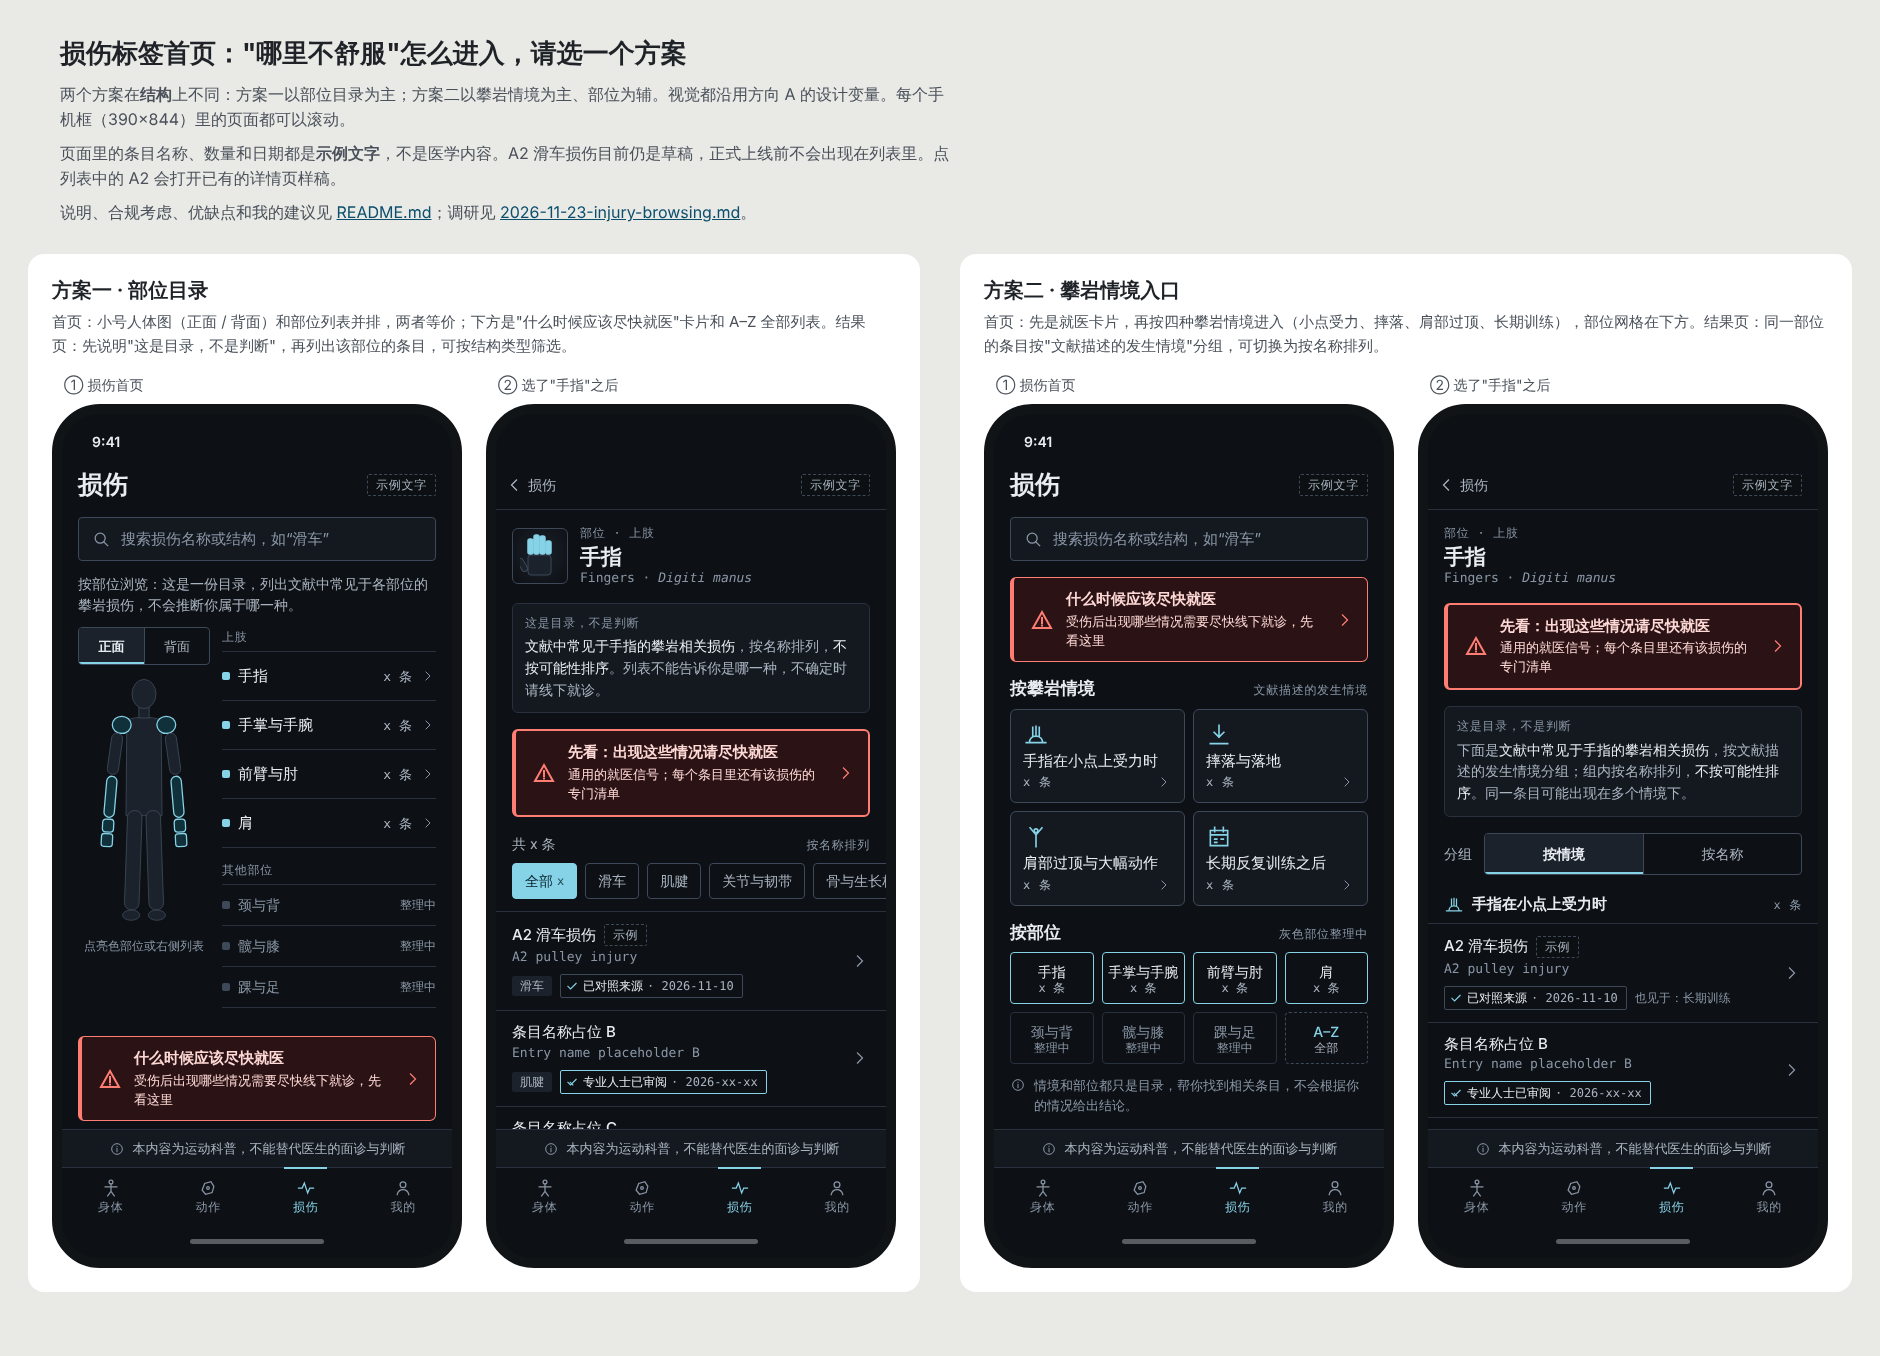 损伤标签首页："哪里不舒服"怎么进入，请选一个方案
两个方案在结构上不同：方案一以部位目录为主；方案二以攀岩情境为主、部位为辅。视觉都沿用方向 A 的设计变量。每个手
机框（390×844）里的页面都可以滚动。
页面里的条目名称、数量和日期都是示例文字，不是医学内容。A2 滑车损伤目前仍是草稿，正式上线前不会出现在列表里。点
列表中的 A2 会打开已有的详情页样稿。
说明、合规考虑、优缺点和我的建议见 README.md；调研见 2026-11-23-injury-browsing.md。
方案一 · 部位目录
首页：小号人体图（正面 / 背面）和部位列表并排，两者等价；下方是"什么时候应该尽快就医"卡片和 A–Z 全部列表。结果
页：先说明"这是目录，不是判断"，再列出该部位的条目，可按结构类型筛选。
① 损伤首页
9:41
损伤
示例文字
搜索损伤名称或结构，如“滑车”
按部位浏览：这是一份目录，列出文献中常见于各部位的
攀岩损伤，不会推断你属于哪一种。
正面
背面
点亮色部位或右侧列表
上肢
手指 x 条
手掌与手腕 x 条
前臂与肘 x 条
肩 x 条
其他部位
颈与背 整理中
髋与膝 整理中
踝与足 整理中
什么时候应该尽快就医
受伤后出现哪些情况需要尽快线下就诊，先
看这里
本内容为运动科普，不能替代医生的面诊与判断
身体 动作 损伤 我的
② 选了"手指"之后
损伤
示例文字
部位 · 上肢
手指
Fingers · Digiti manus
这是目录，不是判断
文献中常见于手指的攀岩相关损伤，按名称排列，不
按可能性排序。列表不能告诉你是哪一种，不确定时
请线下就诊。
先看：出现这些情况请尽快就医
通用的就医信号；每个条目里还有该损伤的
专门清单
共 x 条 按名称排列
全部 x 滑车 肌腱 关节与韧带 骨与生长
A2 滑车损伤 示例
A2 pulley injury
滑车 已对照来源 · 2026-11-10
条目名称占位 B
Entry name placeholder B
肌腱 专业人士已审阅 · 2026-xx-xx
条目名称占位 C
本内容为运动科普，不能替代医生的面诊与判断
身体 动作 损伤 我的
方案二 · 攀岩情境入口
首页：先是就医卡片，再按四种攀岩情境进入（小点受力、摔落、肩部过顶、长期训练），部位网格在下方。结果页：同一部位
的条目按"文献描述的发生情境"分组，可切换为按名称排列。
① 损伤首页
9:41
损伤
示例文字
搜索损伤名称或结构，如“滑车”
什么时候应该尽快就医
受伤后出现哪些情况需要尽快线下就诊，先
看这里
按攀岩情境 文献描述的发生情境
手指在小点上受力时
x 条
摔落与落地
x 条
肩部过顶与大幅动作
x 条
长期反复训练之后
x 条
按部位 灰色部位整理中
手指
x 条
手掌与手腕
x 条
前臂与肘
x 条
肩
x 条
颈与背
整理中
髋与膝
整理中
踝与足
整理中
A–Z
全部
情境和部位都只是目录，帮你找到相关条目，不会根据你
的情况给出结论。
本内容为运动科普，不能替代医生的面诊与判断
身体 动作 损伤 我的
② 选了"手指"之后
损伤
示例文字
部位 · 上肢
手指
Fingers · Digiti manus
先看：出现这些情况请尽快就医
通用的就医信号；每个条目里还有该损伤的
专门清单
这是目录，不是判断
下面是文献中常见于手指的攀岩相关损伤，按文献描
述的发生情境分组；组内按名称排列，不按可能性排
序。同一条目可能出现在多个情境下。
分组 按情境 按名称
手指在小点上受力时 x 条
A2 滑车损伤 示例
A2 pulley injury
已对照来源 · 2026-11-10 也见于：长期训练
条目名称占位 B
Entry name placeholder B
专业人士已审阅 · 2026-xx-xx
本内容为运动科普，不能替代医生的面诊与判断
身体 动作 损伤 我的